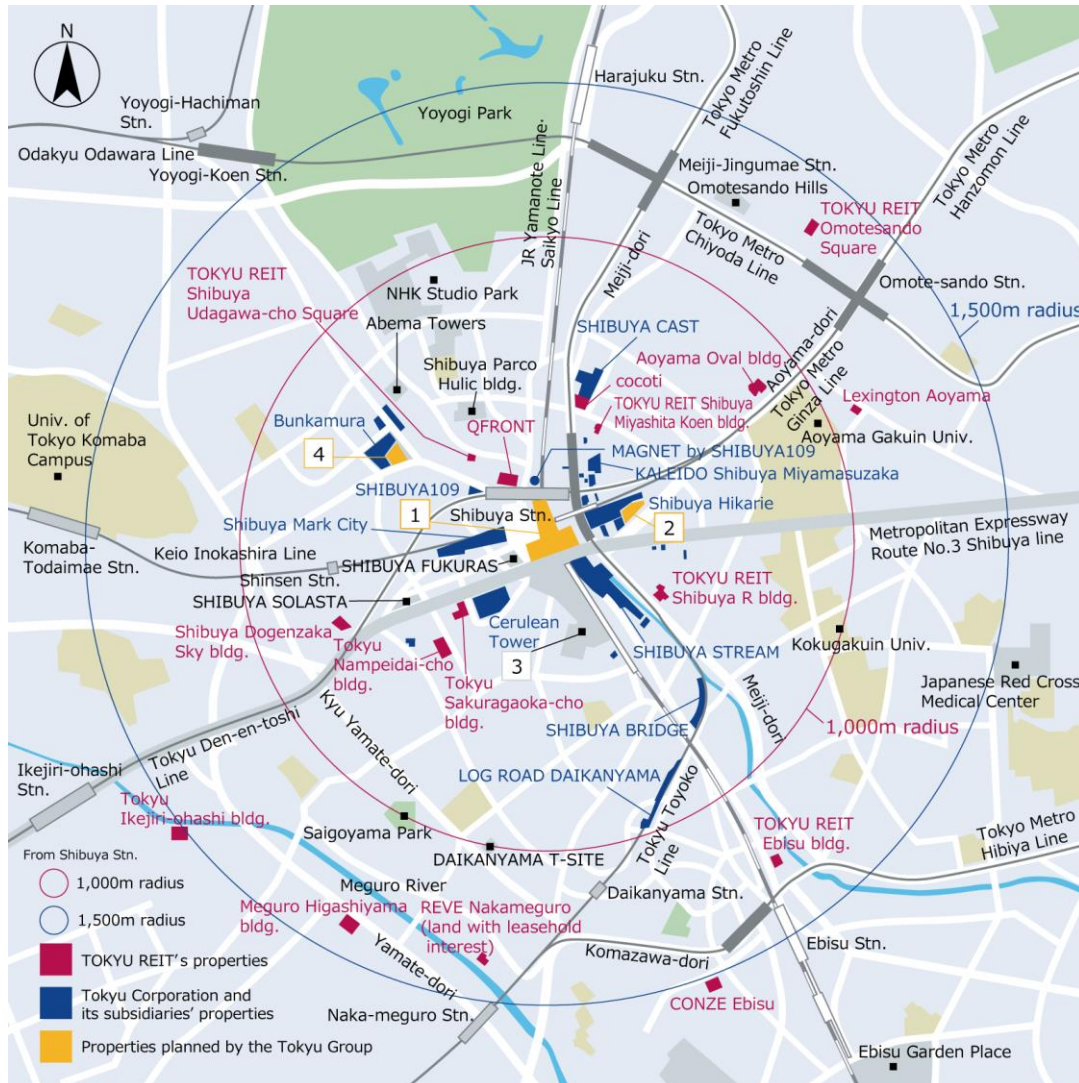 N
Harajuku Stn.
Tokyo Metro
Fukutoshin Line
Yoyogi-Hachiman
Stn.
Yoyogi Park
Odakyu Odawara Line
Yoyogi-Koen Stn.
JR Yamanote Line·
Saikyo Line
Meiji-Jingumae Stn.
Omotesando Hills
Tokyo Metro
Hanzomon Line
TOKYU REIT
Omotesando
Square
Tokyo Metro
Chiyoda Line
Meiji-dori
Omote-sando Stn.
1,500m radius
TOKYU REIT
Shibuya
Udagawa-cho Square
NHK Studio Park
Abema Towers
Shibuya Parco
Hulic bldg.
SHIBUYA CAST
Aoyama Oval bldg.
Aoyama-dori
Tokyo Metro
Ginza Line
cocoti
TOKYU REIT Shibuya
Miyashita Koen bldg.
Lexington Aoyama
Aoyama Gakuin Univ.
Univ. of
Tokyo Komaba
Campus
Bunkamura
4
QFRONT
MAGNET by SHIBUYA109
KALEIDO Shibuya Miyamasuzaka
SHIBUYA109
1
Shibuya Stn.
Shibuya Hikarie
2
Shibuya Mark City
Metropolitan Expressway
Route No.3 Shibuya line
Komaba-
Todaimae Stn.
Keio Inokashira Line
Shinsen Stn.
SHIBUYA FUKURAS
SHIBUYA SOLASTA
TOKYU REIT
Shibuya R bldg.
Shibuya Dogenzaka
Sky bldg.
Tokyu
Nampeidai-cho
bldg.
Cerulean
Tower
3
SHIBUYA STREAM
Kokugakuin Univ.
Japanese Red Cross
Medical Center
Tokyu
Sakuragaoka-cho
bldg.
Kyu Yamate-dori
Meiji-dori
1,000m radius
SHIBUYA BRIDGE
Tokyu Den-en-toshi
Line
Ikejiri-ohashi
Stn.
LOG ROAD DAIKANYAMA
Tokyu Toyoko
Line
Tokyu
Ikejiri-ohashi bldg.
Saigoyama Park
DAIKANYAMA T-SITE
TOKYU REIT
Ebisu bldg.
Tokyo Metro
Hibiya Line
From Shibuya Stn.
1,000m radius
1,500m radius
Meguro River
Meguro Higashiyama
bldg.
REVE Nakameguro
(land with leasehold
interest)
Daikanyama Stn.
Yamate-dori
Komazawa-dori
Ebisu Stn.
TOKYU REIT's properties
Tokyu Corporation and
its subsidiaries' properties
Properties planned by the Tokyu Group
Naka-meguro Stn.
CONZE Ebisu
Ebisu Garden Place